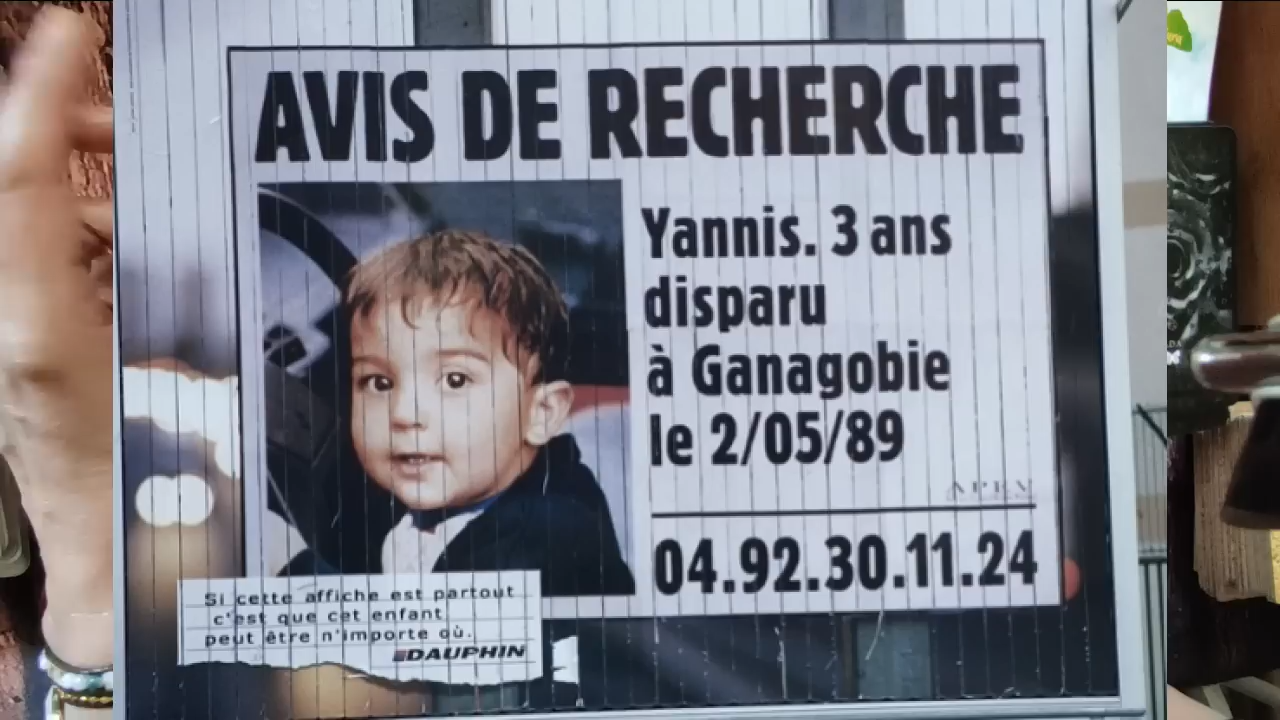 AVIS DE RECHERCHE
Yannis. 3 ans
disparu
à Ganagobie
le 2/05/89
04.92.30.11.24
Si cette affiche est partout
c'est que cet enfant
peut être n'importe où.
DAUPHIN